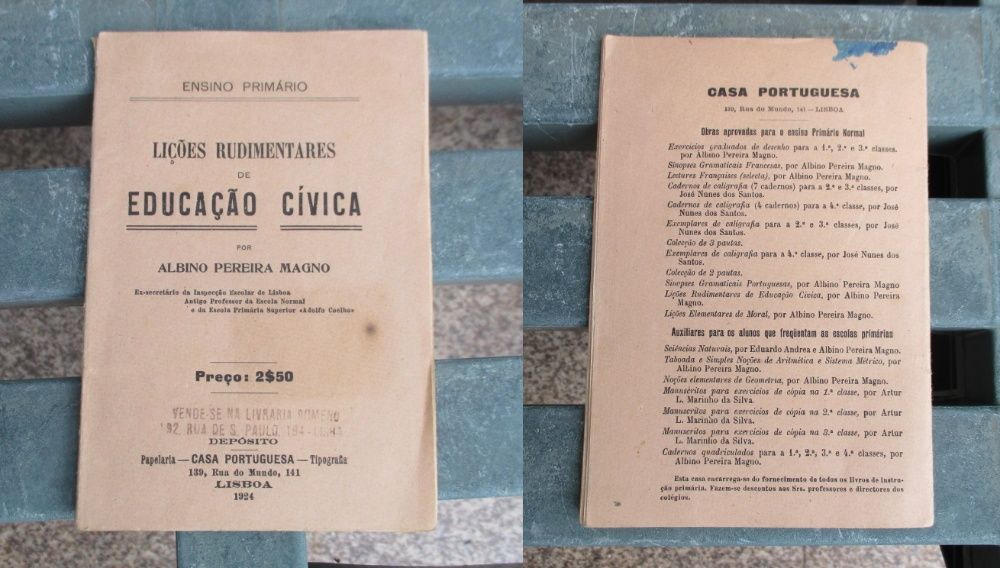 ENSINO PRIMÁRIO
LIÇÕES RUDIMENTARES
DE
EDUCAÇÃO CÍVICA
POR
ALBINO PEREIRA MAGNO
Ex-secretário da Inspecção Escolar de Lisboa
Antigo Professor da Escola Normal
e da Escola Primária Superior «Adolfo Coelho»
Preço: 2$50
VENDE-SE NA LIVRARIA ROMERO
192, RUA DE S. PAULO, 194-LISBOA
DEPÓSITO
Papelaria — CASA PORTUGUESA — Tipografia
139, Rua do Mundo, 141
LISBOA
1924
CASA PORTUGUESA
139, Rua do Mundo, 141 — LISBOA
Obras aprovadas para o ensino Primário Normal
Exercícios graduados de desenho para a 1.ª, 2.ª e 3.ª classes,
por Albino Pereira Magno.
Sinopses Gramaticais Francesas, por Albino Pereira Magno.
Lectures Françaises (selecta), por Albino Pereira Magno.
Cadernos de caligrafia (7 cadernos) para a 2.ª e 3.ª classes, por
José Nunes dos Santos.
Cadernos de caligrafia (4 cadernos) para a 4.ª classe, por José
Nunes dos Santos.
Exemplares de caligrafia para a 2.ª e 3.ª classes, por José
Nunes dos Santos.
Colecção de 3 pautas.
Exemplares de caligrafia para a 4.ª classe, por José Nunes dos
Santos.
Colecção de 2 pautas.
Sinopses Gramaticais Portuguesas, por Albino Pereira Magno
Lições Rudimentares de Educação Cívica, por Albino Pereira
Magno.
Lições Elementares de Moral, por Albino Pereira Magno.
Auxiliares para os alunos que freqüentam as escolas primárias
Sciências Naturais, por Eduardo Andrea e Albino Pereira Magno.
Taboada e Simples Noções de Aritmética e Sistema Métrico, por
Albino Pereira Magno.
Noções elementares de Geometria, por Albino Pereira Magno.
Manuscritos para exercícios de cópia na 1.ª classe, por Artur
L. Marinho da Silva.
Manuscritos para exercícios de cópia na 2.ª classe, por Artur
L. Marinho da Silva.
Manuscritos para exercícios de cópia na 3.ª classe, por Artur
L. Marinho da Silva.
Cadernos quadriculados para a 1.ª, 2.ª, 3.ª e 4.ª classes, por
Albino Pereira Magno.
Esta casa encarrega-se do fornecimento de todos os livros de instru-
ção primária. Fazem-se descontos aos Srs. professores e directores dos
colégios.